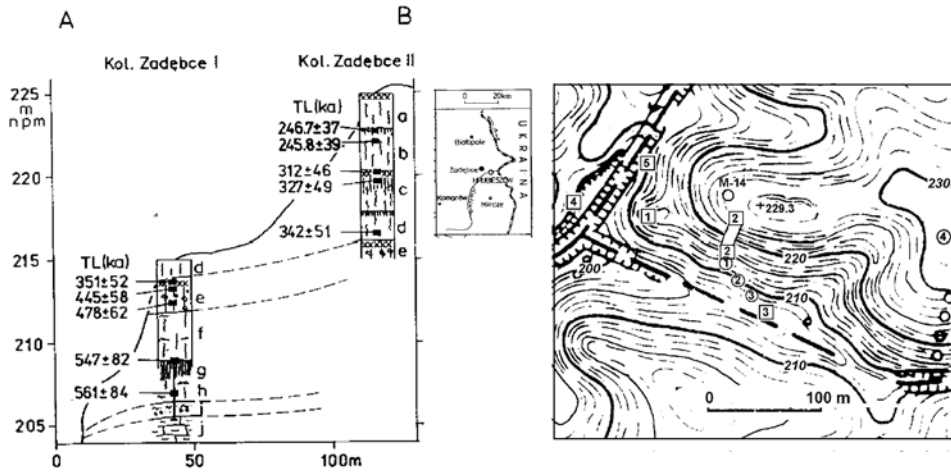 A
B
Kol. Zadębce I
Kol. Zadębce II
225
m
n pm
220
215
210
205
TL (ka)
246.7±37
245.8±39
312±46
327±49
342±51
a
b
c
d
e
TL(ka)
351±52
445±58
478±62
547±82
561±84
d
e
f
g
h
i
j
0
50
100m
0 20km
UKRAINA
Białopole
Zadębce
HRUBIESZÓW
Komarów
Mircze
5
4
1
M-14
+229.3
2
2
1
2
3
3
4
230
220
210
210
200
0 100 m